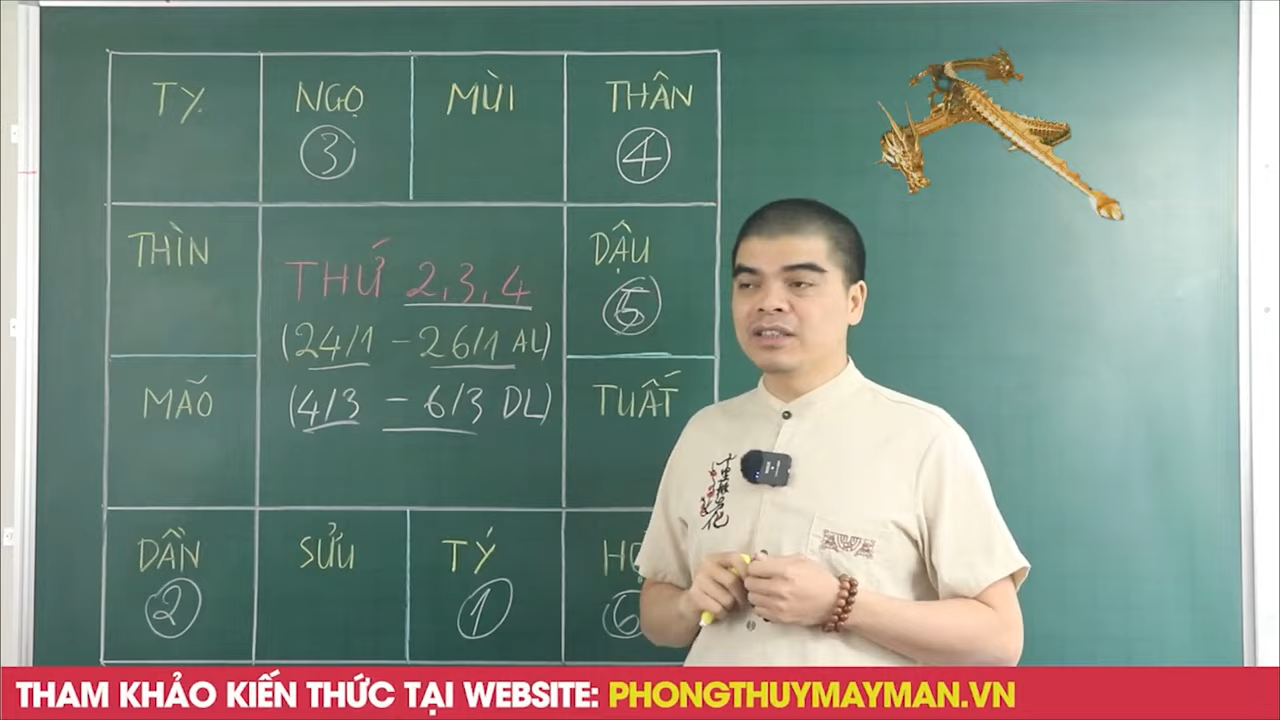 TỴ
NGỌ
MÙI
THÂN
3
4
THÌN
DẬU
5
THỨ 2,3,4
(24/1 - 26/1 AL)
(4/3 - 6/3 DL)
MÃO
TUẤT
DẦN
SỬU
TÝ
2
1
6
THAM KHẢO KIẾN THỨC TẠI WEBSITE: PHONGTHUYMAYMAN.VN